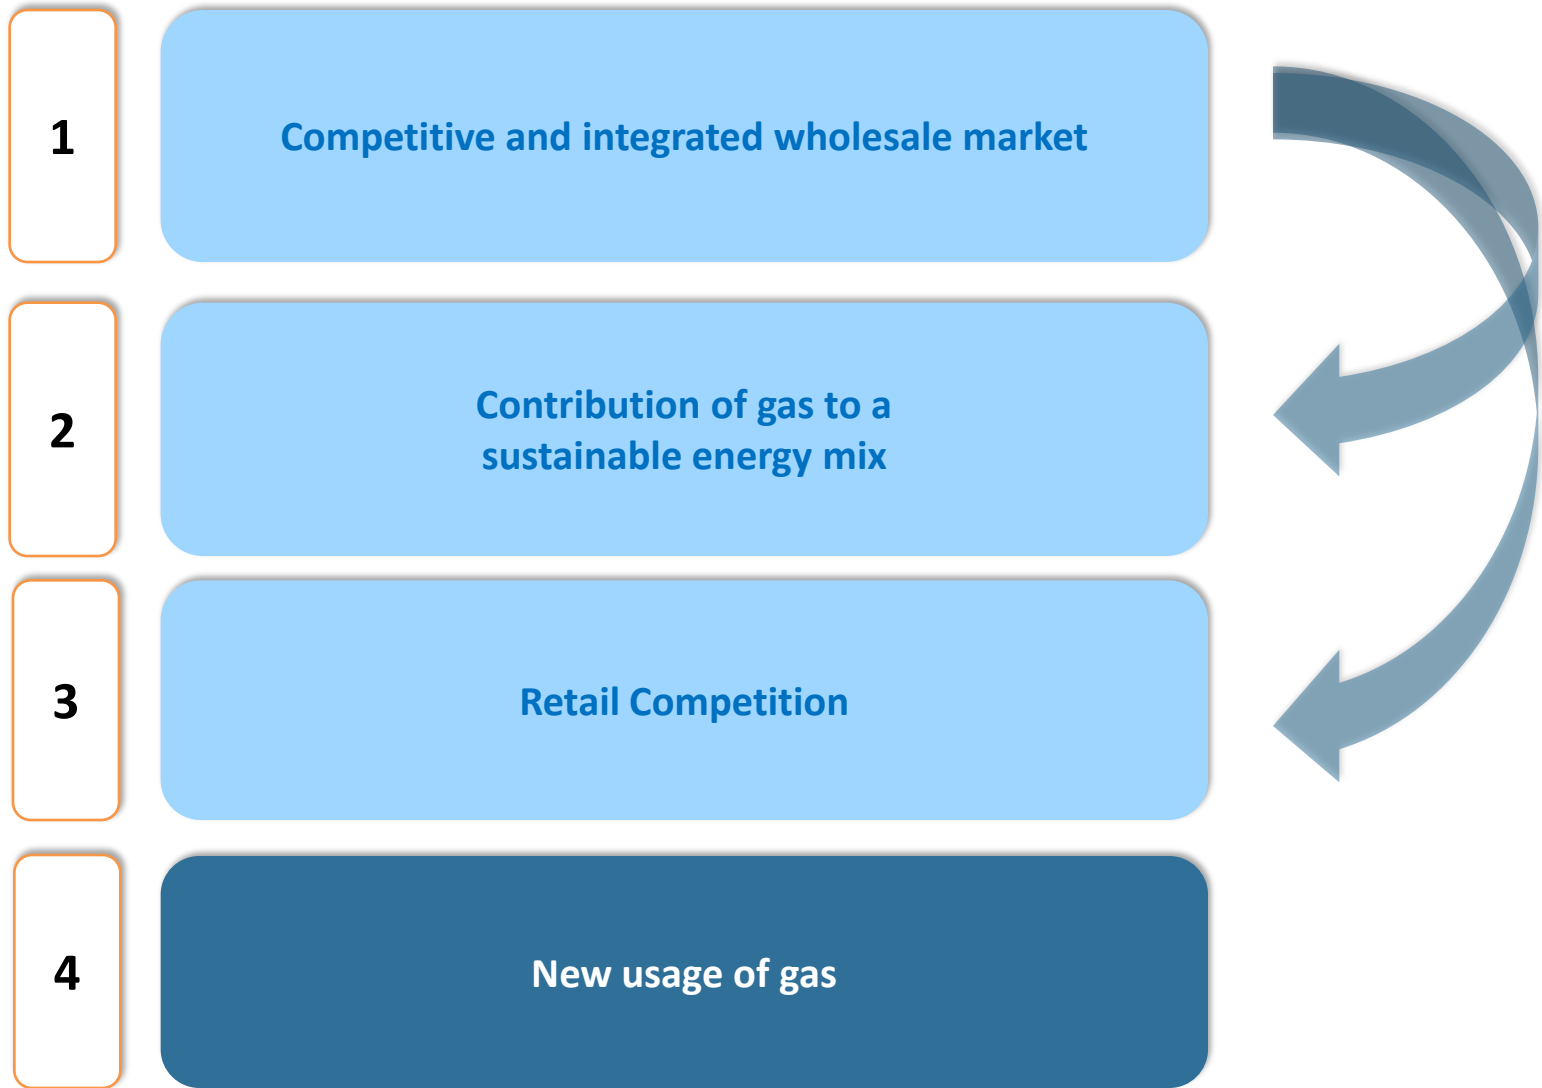 1
Competitive and integrated wholesale market
2
Contribution of gas to a
sustainable energy mix
3
Retail Competition
4
New usage of gas